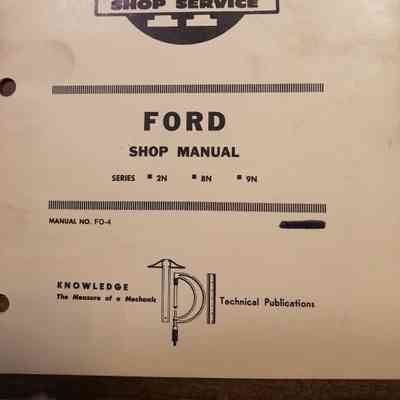 SHOP SERVICE
FORD
SHOP MANUAL
SERIES ▪ 2N ▪ 8N ▪ 9N
MANUAL NO. FO-4
KNOWLEDGE
The Measure of a Mechanic
TPI
Technical Publications